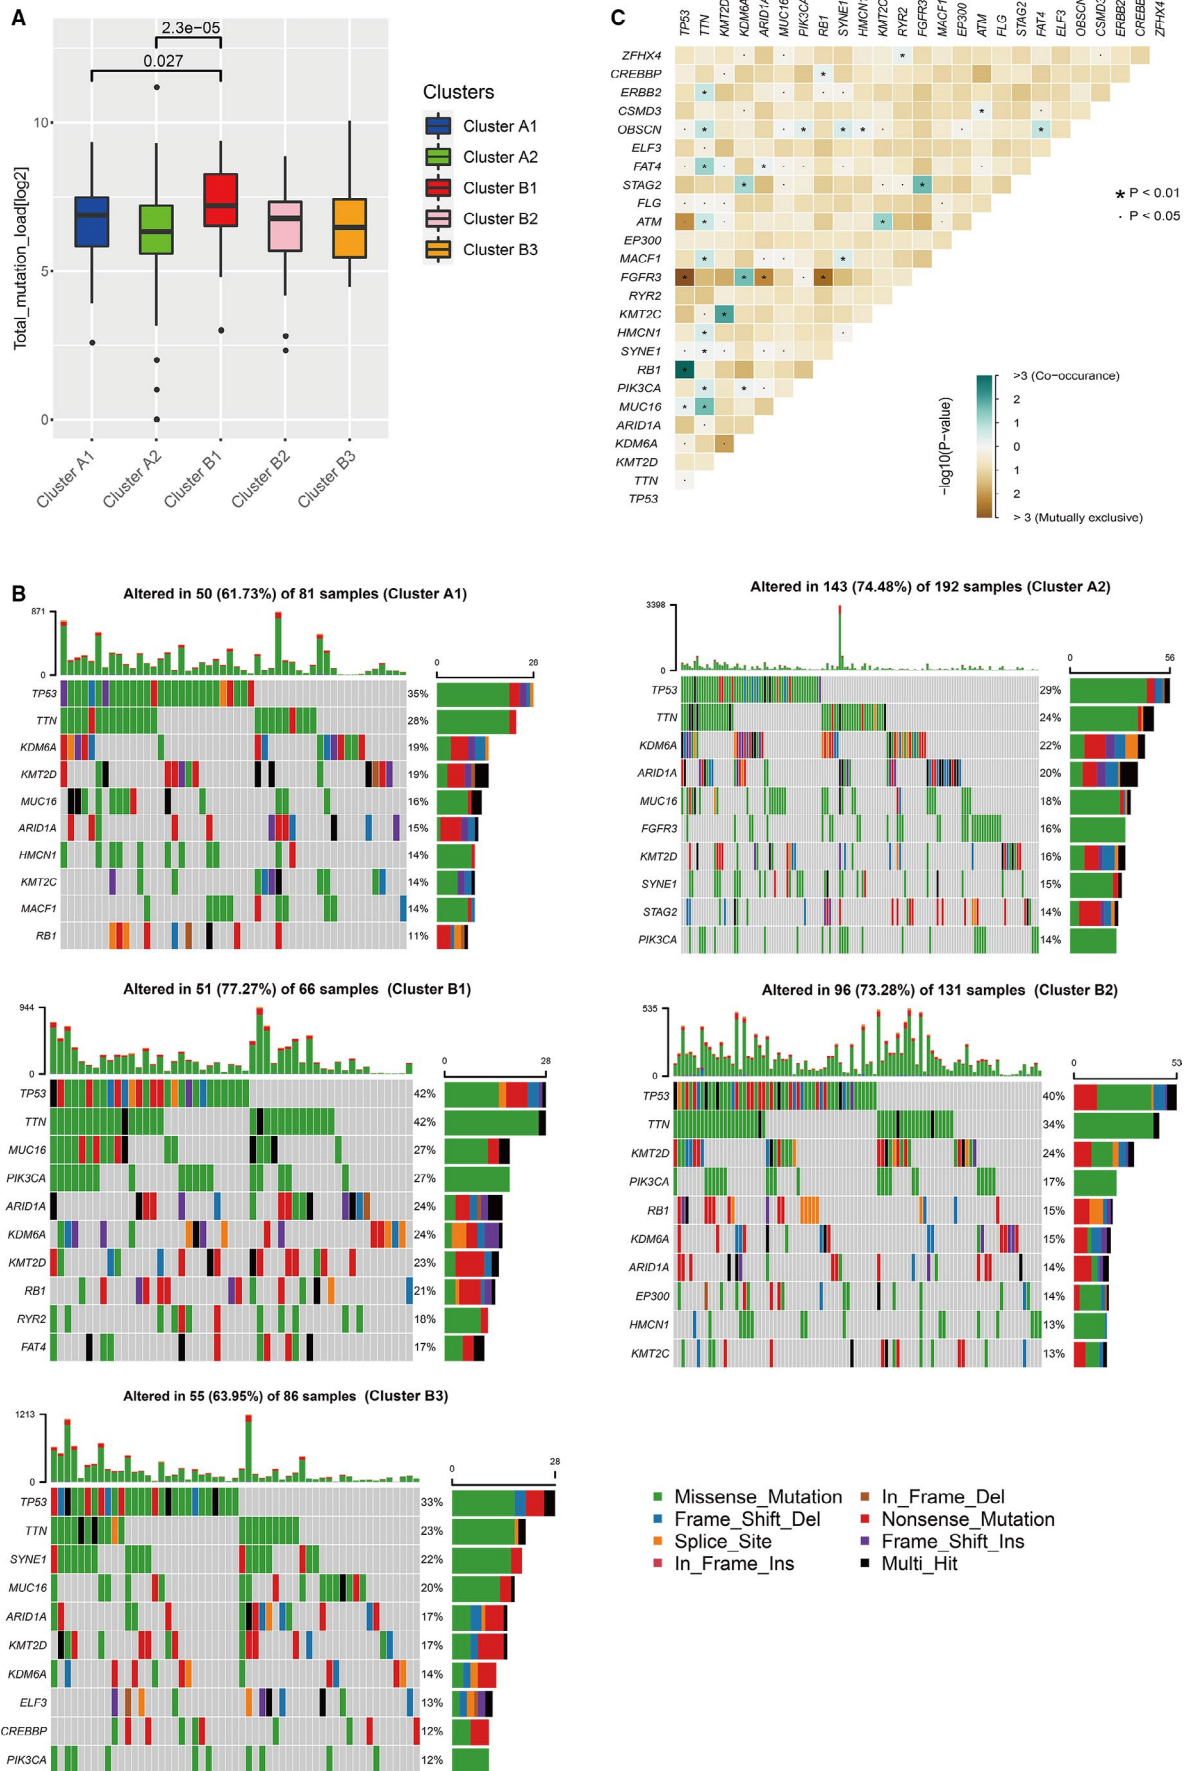 A
2.3e-05
0.027
Total_mutation_load[log2]
10
5
0
Cluster A1
Cluster A2
Cluster B1
Cluster B2
Cluster B3
Clusters
Cluster A1
Cluster A2
Cluster B1
Cluster B2
Cluster B3
C
TP53 TTN KMT2D KDM6A ARID1A MUC16 PIK3CA RB1 SYNE1 HMCN1 KMT2C RYR2 FGFR3 MACF1 EP300 ATM FLG STAG2 FAT4 ELF3 OBSCN CSMD3 ERBB2 CREBB ZFHX4
ZFHX4
CREBBP
ERBB2
CSMD3
OBSCN
ELF3
FAT4
STAG2
FLG
ATM
EP300
MACF1
FGFR3
RYR2
KMT2C
HMCN1
SYNE1
RB1
PIK3CA
MUC16
ARID1A
KDM6A
KMT2D
TTN
TP53
* P < 0.01
· P < 0.05
−log10(P−value)
>3 (Co−occurance)
2
1
0
1
2
> 3 (Mutually exclusive)
B
Altered in 50 (61.73%) of 81 samples (Cluster A1)
871
0
0 28
TP53 35%
TTN 28%
KDM6A 19%
KMT2D 19%
MUC16 16%
ARID1A 15%
HMCN1 14%
KMT2C 14%
MACF1 14%
RB1 11%
Altered in 143 (74.48%) of 192 samples (Cluster A2)
3398
0
0 56
TP53 29%
TTN 24%
KDM6A 22%
ARID1A 20%
MUC16 18%
FGFR3 16%
KMT2D 16%
SYNE1 15%
STAG2 14%
PIK3CA 14%
Altered in 51 (77.27%) of 66 samples (Cluster B1)
944
0
0 28
TP53 42%
TTN 42%
MUC16 27%
PIK3CA 27%
ARID1A 24%
KDM6A 24%
KMT2D 23%
RB1 21%
RYR2 18%
FAT4 17%
Altered in 96 (73.28%) of 131 samples (Cluster B2)
535
0
0 53
TP53 40%
TTN 34%
KMT2D 24%
PIK3CA 17%
RB1 15%
KDM6A 15%
ARID1A 14%
EP300 14%
HMCN1 13%
KMT2C 13%
Altered in 55 (63.95%) of 86 samples (Cluster B3)
1213
0
0 28
TP53 33%
TTN 23%
SYNE1 22%
MUC16 20%
ARID1A 17%
KMT2D 17%
KDM6A 14%
ELF3 13%
CREBBP 12%
PIK3CA 12%
Missense_Mutation
Frame_Shift_Del
Splice_Site
In_Frame_Ins
In_Frame_Del
Nonsense_Mutation
Frame_Shift_Ins
Multi_Hit